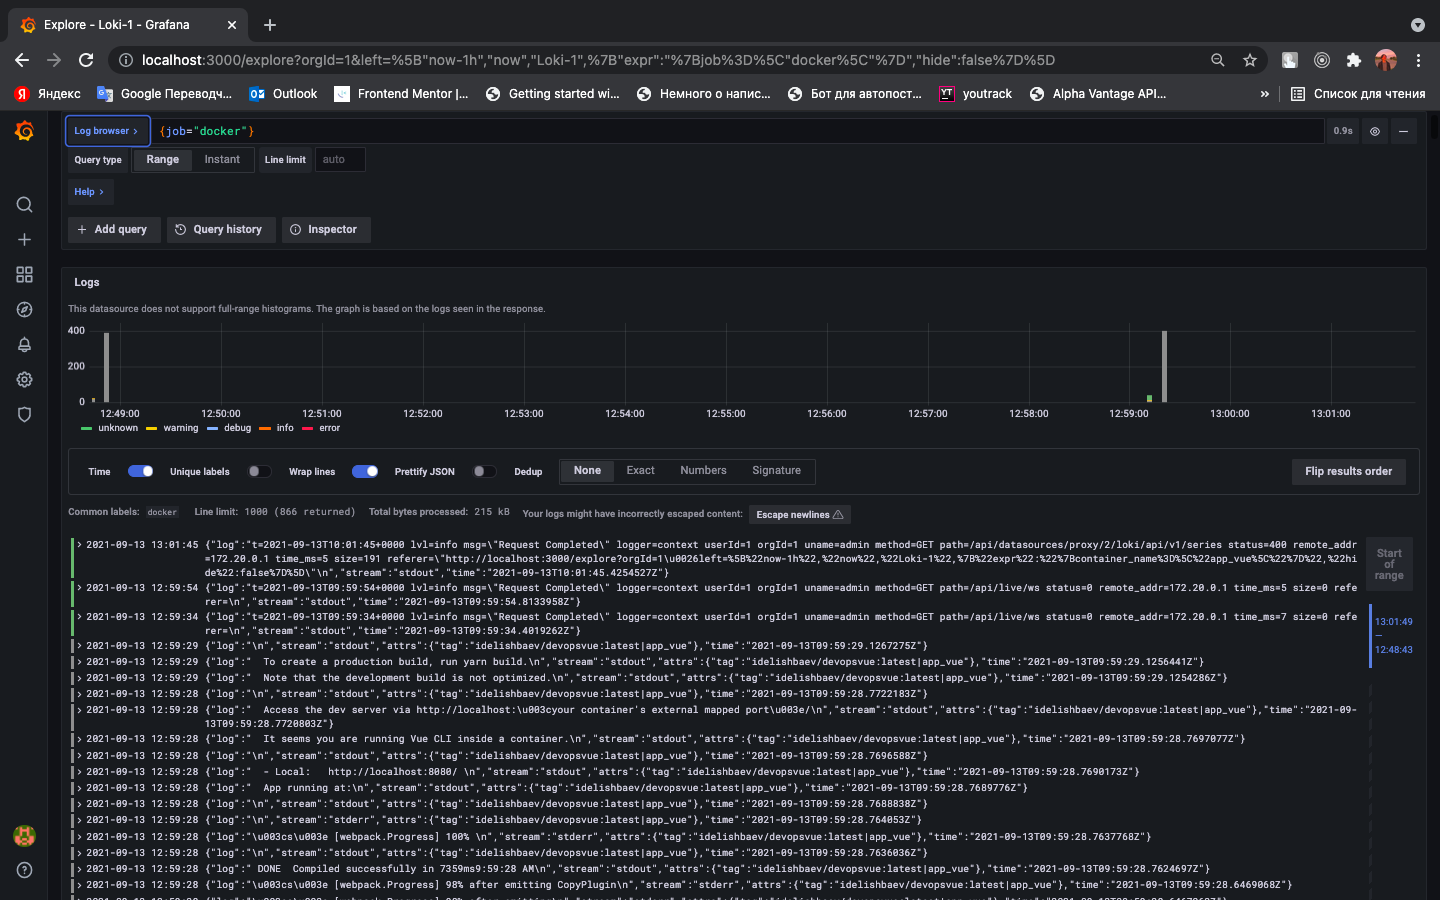 Explore - Loki-1 - Grafana
localhost:3000/explore?orgId=1&left=%5B"now-1h","now","Loki-1",%7B"expr":"%7Bjob%3D%5C"docker%5C"%7D","hide":false%7D%5D
Яндекс Google Переводч... Outlook Frontend Mentor |... Getting started wi... Немного о напис... Бот для автопост... youtrack Alpha Vantage API... » Список для чтения
Log browser > {job="docker"} 0.9s
Query type Range Instant Line limit auto
Help >
+ Add query Query history Inspector
Logs
This datasource does not support full-range histograms. The graph is based on the logs seen in the response.
400
200
0
12:49:00 12:50:00 12:51:00 12:52:00 12:53:00 12:54:00 12:55:00 12:56:00 12:57:00 12:58:00 12:59:00 13:00:00 13:01:00
unknown warning debug info error
Time Unique labels Wrap lines Prettify JSON Dedup None Exact Numbers Signature Flip results order
Common labels: docker Line limit: 1000 (866 returned) Total bytes processed: 215 kB Your logs might have incorrectly escaped content: Escape newlines
> 2021-09-13 13:01:45 {"log":"t=2021-09-13T10:01:45+0000 lvl=info msg=\"Request Completed\" logger=context userId=1 orgId=1 uname=admin method=GET path=/api/datasources/proxy/2/loki/api/v1/series status=400 remote_addr
=172.20.0.1 time_ms=5 size=191 referer=\"http://localhost:3000/explore?orgId=1\u0026left=%5B%22now-1h%22,%22now%22,%22Loki-1%22,%7B%22expr%22:%22%7Bcontainer_name%3D%5C%22app_vue%5C%22%7D%22,%22hi
de%22:false%7D%5D\"\n","stream":"stdout","time":"2021-09-13T10:01:45.4254527Z"}
> 2021-09-13 12:59:54 {"log":"t=2021-09-13T09:59:54+0000 lvl=info msg=\"Request Completed\" logger=context userId=1 orgId=1 uname=admin method=GET path=/api/live/ws status=0 remote_addr=172.20.0.1 time_ms=5 size=0 refe
rer=\n","stream":"stdout","time":"2021-09-13T09:59:54.8133958Z"}
> 2021-09-13 12:59:34 {"log":"t=2021-09-13T09:59:34+0000 lvl=info msg=\"Request Completed\" logger=context userId=1 orgId=1 uname=admin method=GET path=/api/live/ws status=0 remote_addr=172.20.0.1 time_ms=7 size=0 refe
rer=\n","stream":"stdout","time":"2021-09-13T09:59:34.4019262Z"}
> 2021-09-13 12:59:29 {"log":"\n","stream":"stdout","attrs":{"tag":"idelishbaev/devopsvue:latest|app_vue"},"time":"2021-09-13T09:59:29.1267275Z"}
> 2021-09-13 12:59:29 {"log":"  To create a production build, run yarn build.\n","stream":"stdout","attrs":{"tag":"idelishbaev/devopsvue:latest|app_vue"},"time":"2021-09-13T09:59:29.1256441Z"}
> 2021-09-13 12:59:29 {"log":"  Note that the development build is not optimized.\n","stream":"stdout","attrs":{"tag":"idelishbaev/devopsvue:latest|app_vue"},"time":"2021-09-13T09:59:29.1254286Z"}
> 2021-09-13 12:59:28 {"log":"\n","stream":"stdout","attrs":{"tag":"idelishbaev/devopsvue:latest|app_vue"},"time":"2021-09-13T09:59:28.7722183Z"}
> 2021-09-13 12:59:28 {"log":"  Access the dev server via http://localhost:\u003cyour container's external mapped port\u003e/\n","stream":"stdout","attrs":{"tag":"idelishbaev/devopsvue:latest|app_vue"},"time":"2021-09-
13T09:59:28.7720803Z"}
> 2021-09-13 12:59:28 {"log":"  It seems you are running Vue CLI inside a container.\n","stream":"stdout","attrs":{"tag":"idelishbaev/devopsvue:latest|app_vue"},"time":"2021-09-13T09:59:28.7697077Z"}
> 2021-09-13 12:59:28 {"log":"\n","stream":"stdout","attrs":{"tag":"idelishbaev/devopsvue:latest|app_vue"},"time":"2021-09-13T09:59:28.7696588Z"}
> 2021-09-13 12:59:28 {"log":"  - Local:   http://localhost:8080/ \n","stream":"stdout","attrs":{"tag":"idelishbaev/devopsvue:latest|app_vue"},"time":"2021-09-13T09:59:28.7690173Z"}
> 2021-09-13 12:59:28 {"log":"  App running at:\n","stream":"stdout","attrs":{"tag":"idelishbaev/devopsvue:latest|app_vue"},"time":"2021-09-13T09:59:28.7689776Z"}
> 2021-09-13 12:59:28 {"log":"\n","stream":"stdout","attrs":{"tag":"idelishbaev/devopsvue:latest|app_vue"},"time":"2021-09-13T09:59:28.7688838Z"}
> 2021-09-13 12:59:28 {"log":"\n","stream":"stderr","attrs":{"tag":"idelishbaev/devopsvue:latest|app_vue"},"time":"2021-09-13T09:59:28.764053Z"}
> 2021-09-13 12:59:28 {"log":"\u003cs\u003e [webpack.Progress] 100% \n","stream":"stderr","attrs":{"tag":"idelishbaev/devopsvue:latest|app_vue"},"time":"2021-09-13T09:59:28.7637768Z"}
> 2021-09-13 12:59:28 {"log":"\n","stream":"stdout","attrs":{"tag":"idelishbaev/devopsvue:latest|app_vue"},"time":"2021-09-13T09:59:28.7636036Z"}
> 2021-09-13 12:59:28 {"log":" DONE  Compiled successfully in 7359ms9:59:28 AM\n","stream":"stdout","attrs":{"tag":"idelishbaev/devopsvue:latest|app_vue"},"time":"2021-09-13T09:59:28.7624697Z"}
> 2021-09-13 12:59:28 {"log":"\u003cs\u003e [webpack.Progress] 98% after emitting CopyPlugin\n","stream":"stderr","attrs":{"tag":"idelishbaev/devopsvue:latest|app_vue"},"time":"2021-09-13T09:59:28.6469068Z"}
Start
of
range
13:01:49
—
12:48:43